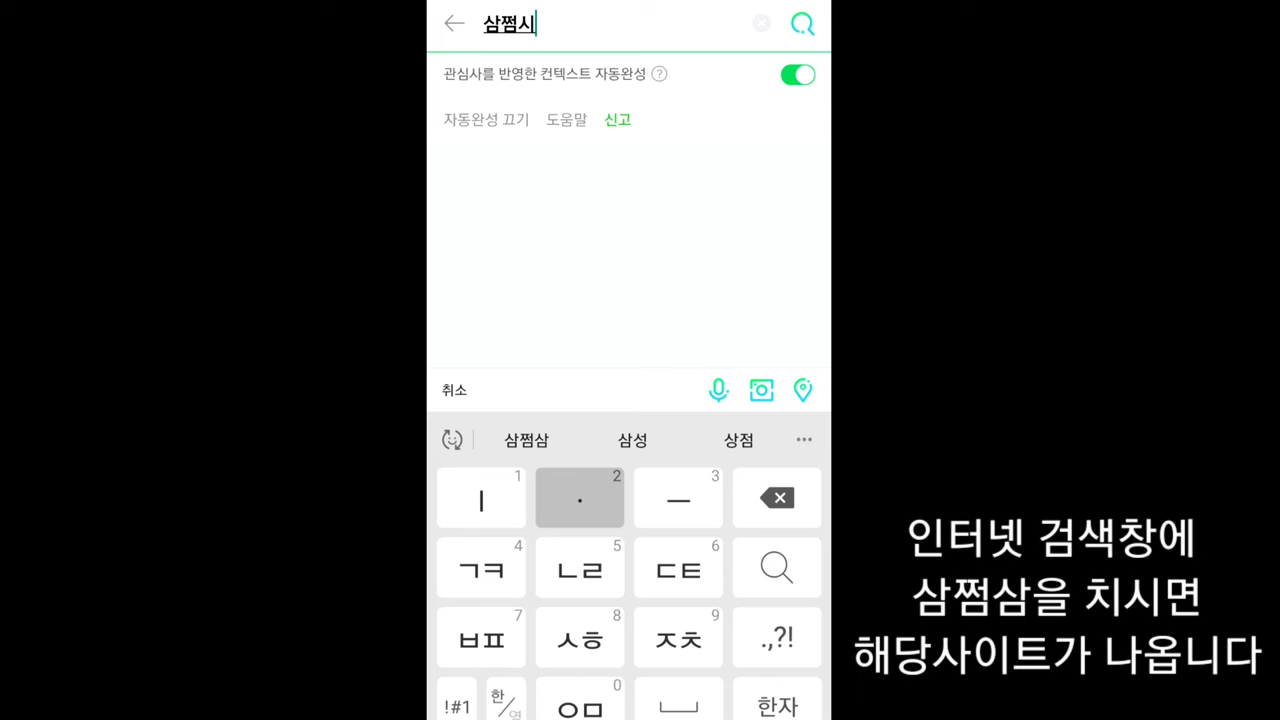 삼쩜시
관심사를 반영한 컨텍스트 자동완성 ?
자동완성 끄기 도움말 신고
취소
삼쩜삼 삼성 상점 ...
ㅣ 1 · 2 ㅡ 3
ㄱㅋ 4 ㄴㄹ 5 ㄷㅌ 6
ㅂㅍ 7 ㅅㅎ 8 ㅈㅊ 9 .,?!
!#1 한/영 ㅇㅁ 0 한자
인터넷 검색창에
삼쩜삼을 치시면
해당사이트가 나옵니다